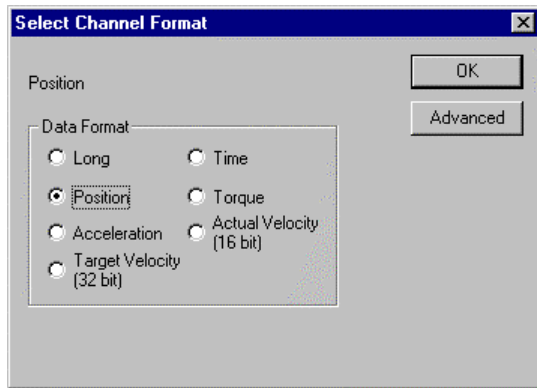 Select Channel Format
Position
OK
Advanced
Data Format
Long
Time
Position
Torque
Acceleration
Actual Velocity
(16 bit)
Target Velocity
(32 bit)